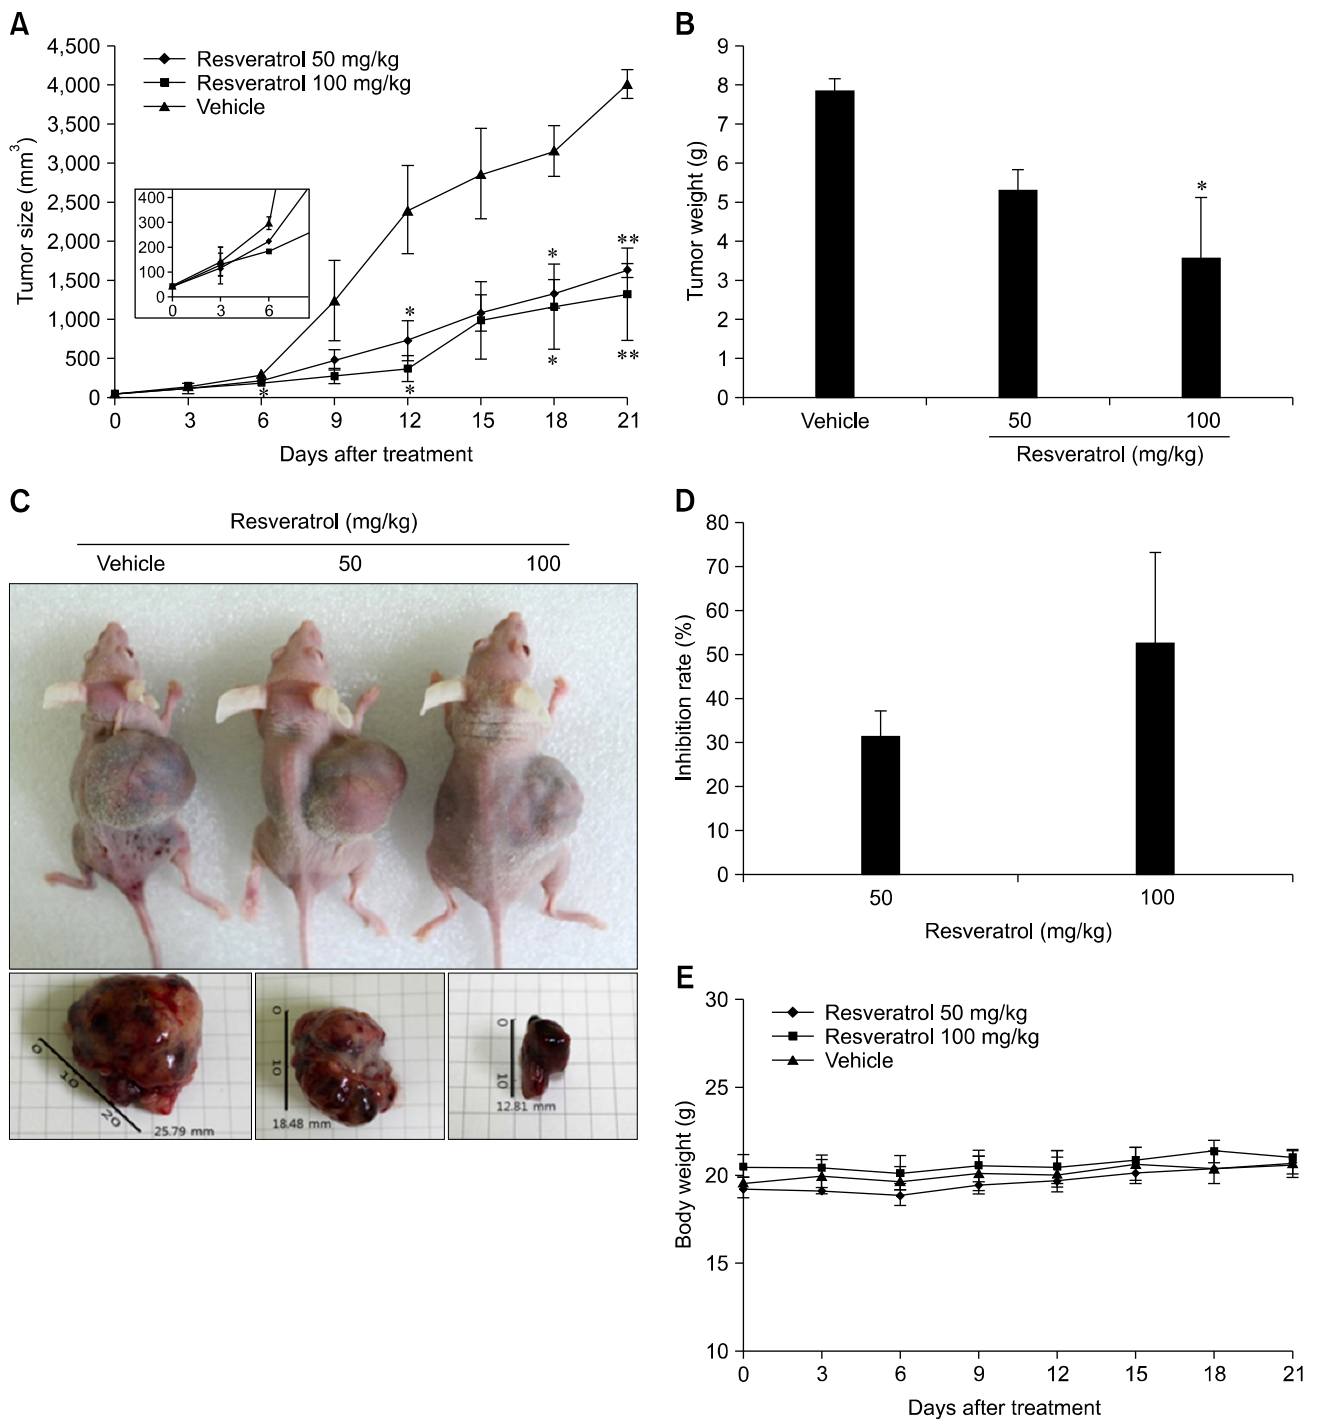 A
4,500
4,000
3,500
3,000
2,500
2,000
1,500
1,000
500
0
Tumor size (mm³)
Resveratrol 50 mg/kg
Resveratrol 100 mg/kg
Vehicle
400
300
200
100
0
0 3 6
*
*
*
*
*
**
**
0 3 6 9 12 15 18 21
Days after treatment
B
9
8
7
6
5
4
3
2
1
0
Tumor weight (g)
*
Vehicle 50 100
Resveratrol (mg/kg)
C
Resveratrol (mg/kg)
Vehicle 50 100
0
10
20
25.79 mm
0
10
18.48 mm
0
10
12.81 mm
D
80
70
60
50
40
30
20
10
0
Inhibition rate (%)
50 100
Resveratrol (mg/kg)
E
30
25
20
15
10
Body weight (g)
Resveratrol 50 mg/kg
Resveratrol 100 mg/kg
Vehicle
0 3 6 9 12 15 18 21
Days after treatment